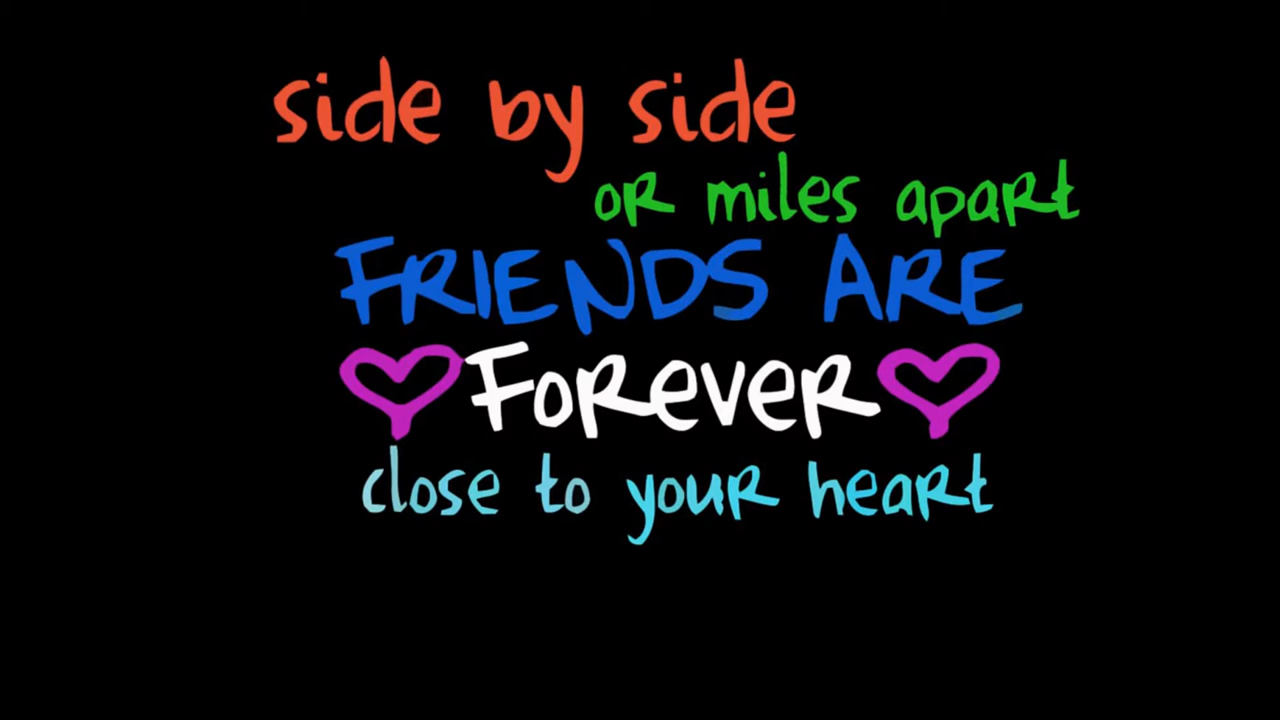 side by side
or miles apart
FRIENDS ARE
Forever
close to your heart